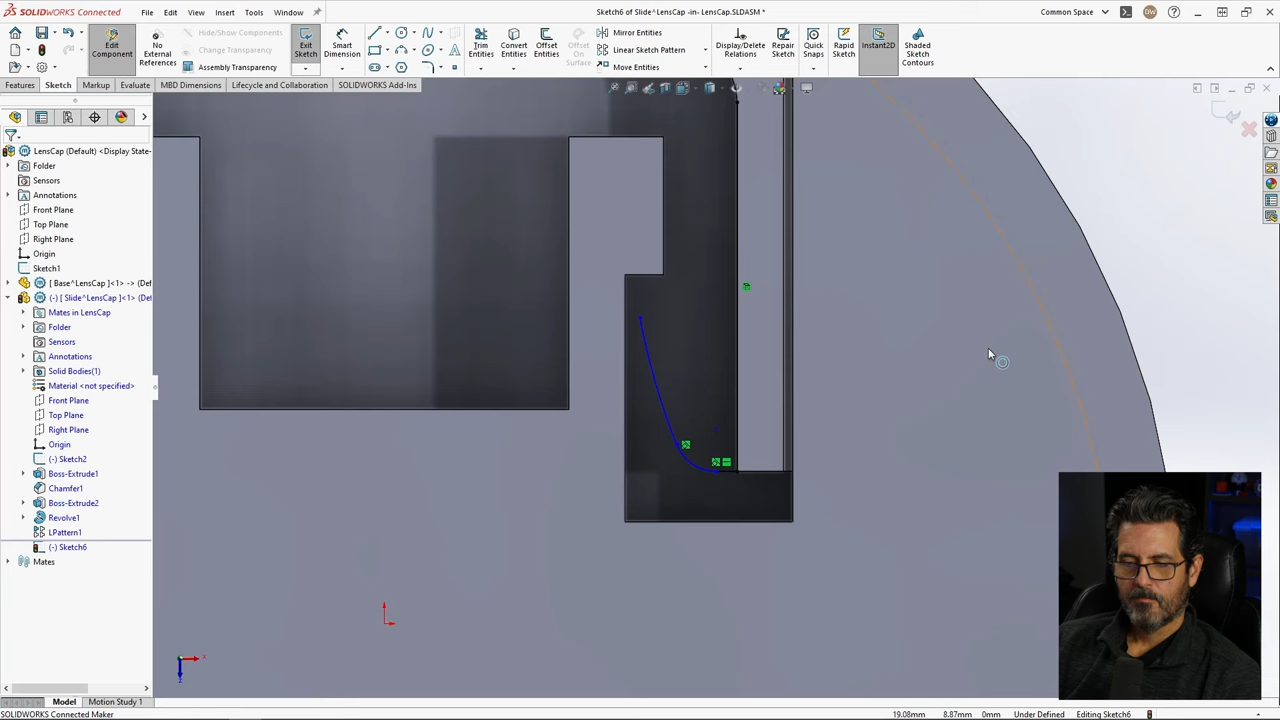 SOLIDWORKS Connected
File Edit View Insert Tools Window
Sketch6 of Slide^LensCap -in- LensCap.SLDASM *
Common Space
DW
Edit Component
No External References
Hide/Show Components
Change Transparency
Assembly Transparency
Exit Sketch
Smart Dimension
Trim Entities
Convert Entities
Offset Entities
Offset On Surface
Mirror Entities
Linear Sketch Pattern
Move Entities
Display/Delete Relations
Repair Sketch
Quick Snaps
Rapid Sketch
Instant2D
Shaded Sketch Contours
Features Sketch Markup Evaluate MBD Dimensions Lifecycle and Collaboration SOLIDWORKS Add-Ins
LensCap (Default) <Display State-
Folder
Sensors
Annotations
Front Plane
Top Plane
Right Plane
Origin
Sketch1
[ Base^LensCap ]<1> -> (Def
(-) [ Slide^LensCap ]<1> (Def
Mates in LensCap
Folder
Sensors
Annotations
Solid Bodies(1)
Material <not specified>
Front Plane
Top Plane
Right Plane
Origin
(-) Sketch2
Boss-Extrude1
Chamfer1
Boss-Extrude2
Revolve1
LPattern1
(-) Sketch6
Mates
Model Motion Study 1
SOLIDWORKS Connected Maker
19.08mm 8.87mm 0mm Under Defined Editing Sketch6